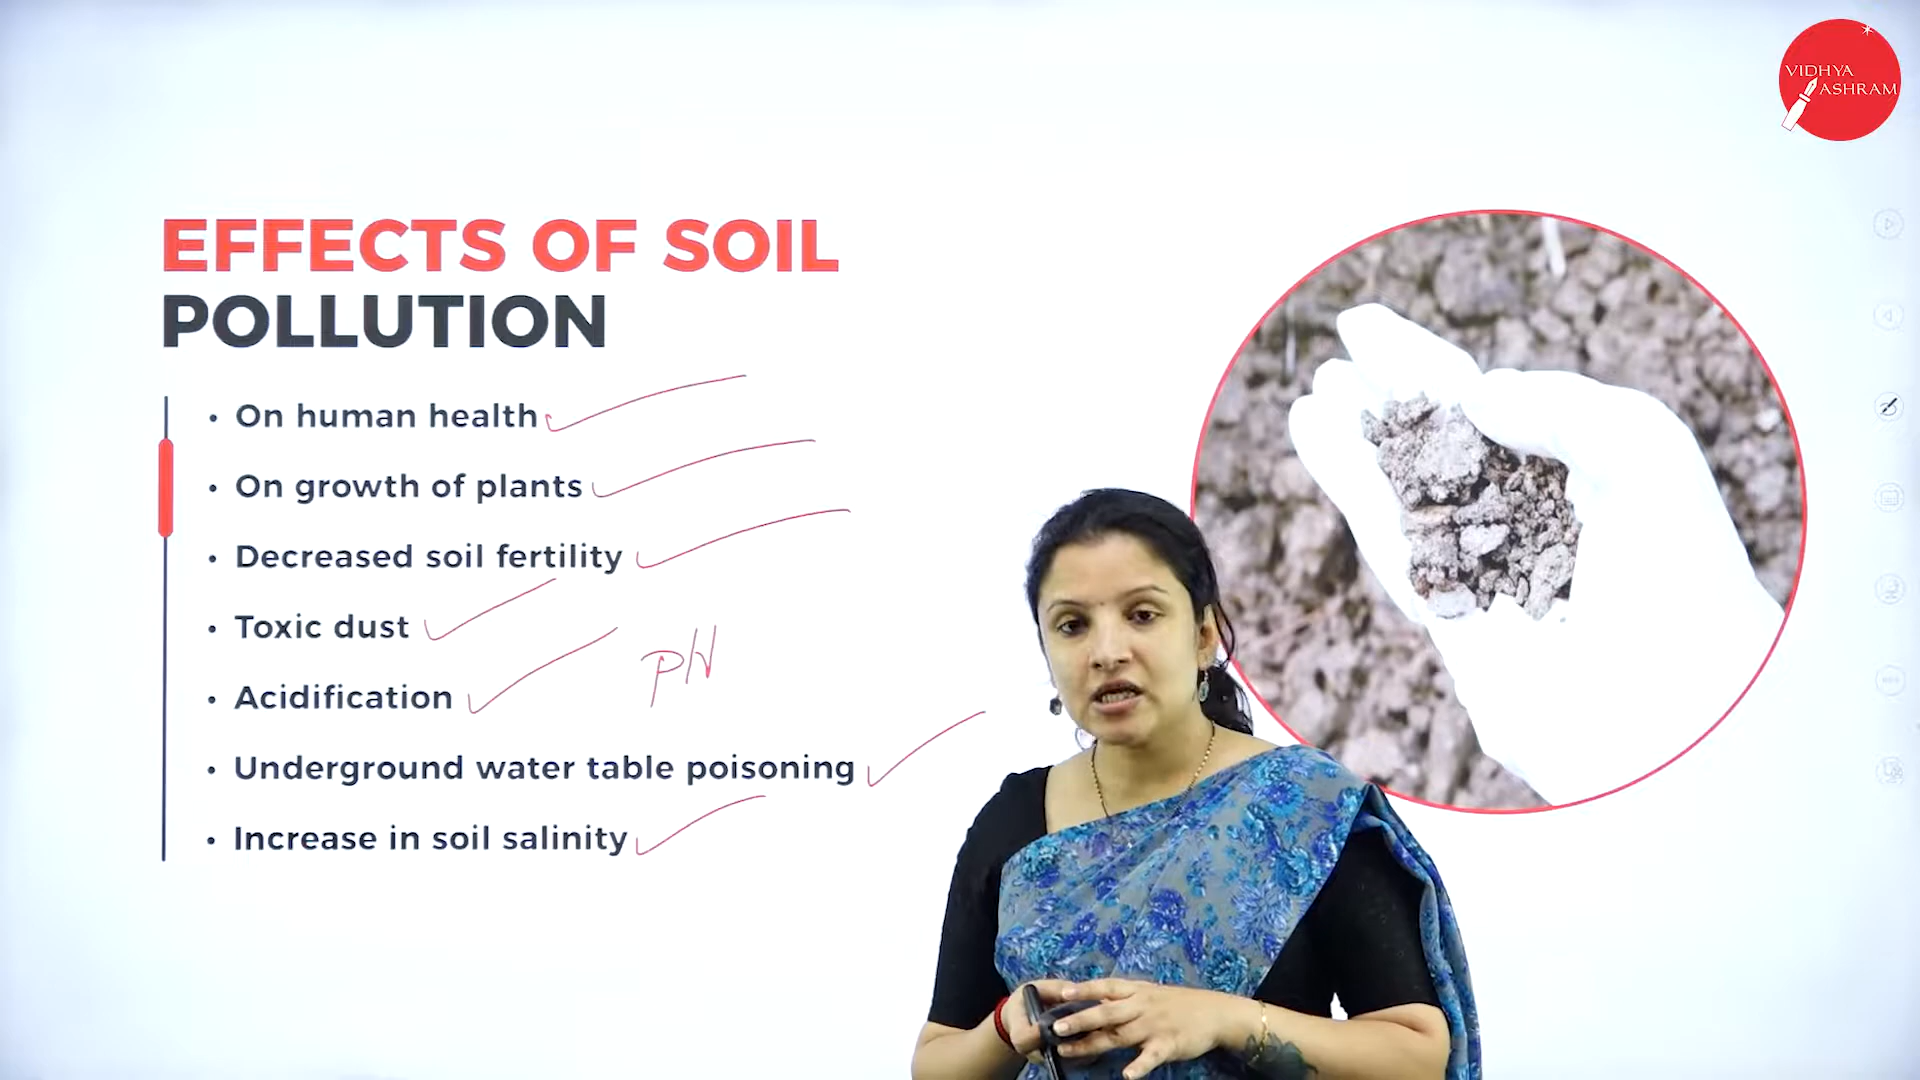 VIDHYA
ASHRAM
EFFECTS OF SOIL
POLLUTION
• On human health
• On growth of plants
• Decreased soil fertility
• Toxic dust
pH
• Acidification
• Underground water table poisoning
• Increase in soil salinity